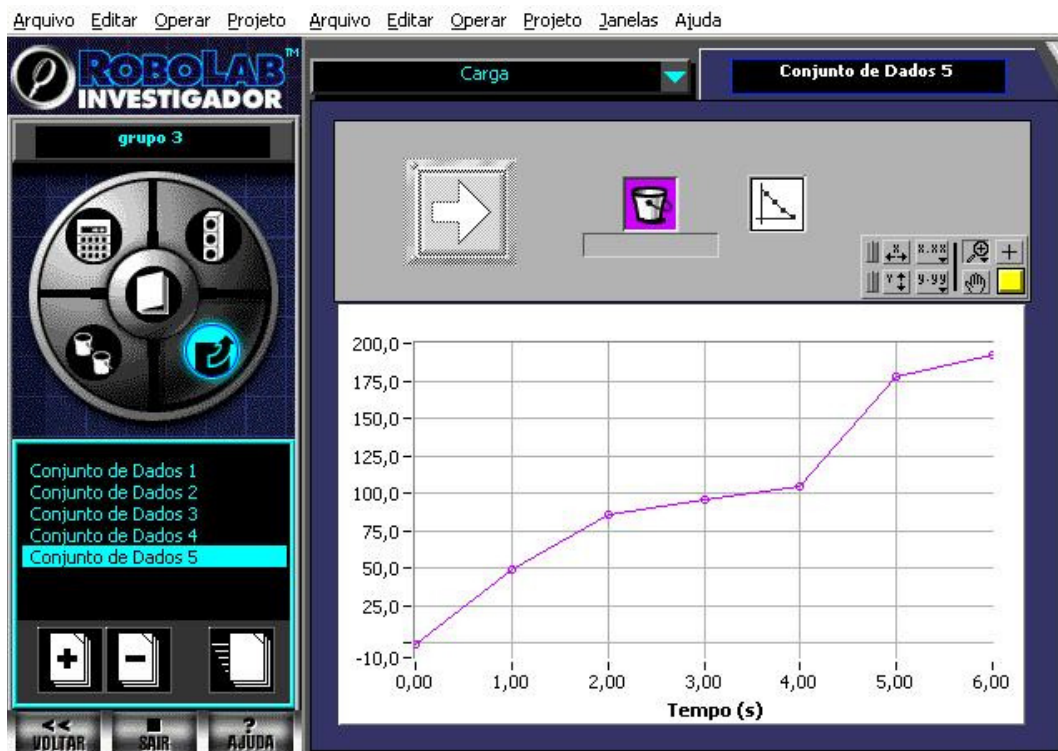 Arquivo Editar Operar Projeto
Arquivo Editar Operar Projeto Janelas Ajuda
ROBOLAB™
INVESTIGADOR
grupo 3
Carga
Conjunto de Dados 5
Conjunto de Dados 1
Conjunto de Dados 2
Conjunto de Dados 3
Conjunto de Dados 4
Conjunto de Dados 5
<< VOLTAR
SAIR
? AJUDA
X
x.xx
Y
y.yy
200,0
175,0
150,0
125,0
100,0
75,0
50,0
25,0
-10,0
0,00 1,00 2,00 3,00 4,00 5,00 6,00
Tempo (s)